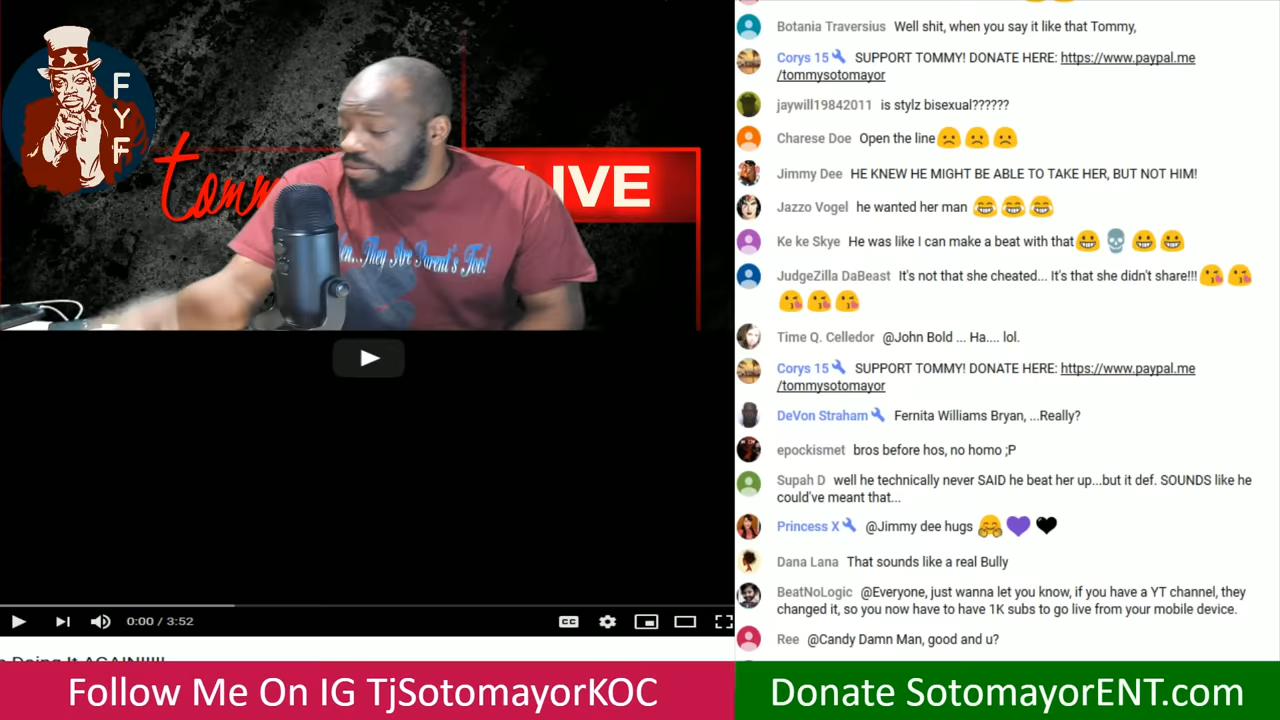 FYF
tomm
LIVE
en...They Are Parent's Too!
0:00 / 3:52
Doing It AGAIN!!!!!
Follow Me On IG TjSotomayorKOC
Botania Traversius Well shit, when you say it like that Tommy,
Corys 15 SUPPORT TOMMY! DONATE HERE: https://www.paypal.me
/tommysotomayor
jaywill19842011 is stylz bisexual??????
Charese Doe Open the line☹️☹️☹️
Jimmy Dee HE KNEW HE MIGHT BE ABLE TO TAKE HER, BUT NOT HIM!
Jazzo Vogel he wanted her man 😂😂😂
Ke ke Skye He was like I can make a beat with that😀💀😀😀
JudgeZilla DaBeast It's not that she cheated... It's that she didn't share!!!😘😘
😘😘😘
Time Q. Celledor @John Bold ... Ha.... lol.
Corys 15 SUPPORT TOMMY! DONATE HERE: https://www.paypal.me
/tommysotomayor
DeVon Straham Fernita Williams Bryan, ...Really?
epockismet bros before hos, no homo ;P
Supah D well he technically never SAID he beat her up...but it def. SOUNDS like he
could've meant that...
Princess X @Jimmy dee hugs 🤗💜🖤
Dana Lana That sounds like a real Bully
BeatNoLogic @Everyone, just wanna let you know, if you have a YT channel, they
changed it, so you now have to have 1K subs to go live from your mobile device.
Ree @Candy Damn Man, good and u?
Donate SotomayorENT.com